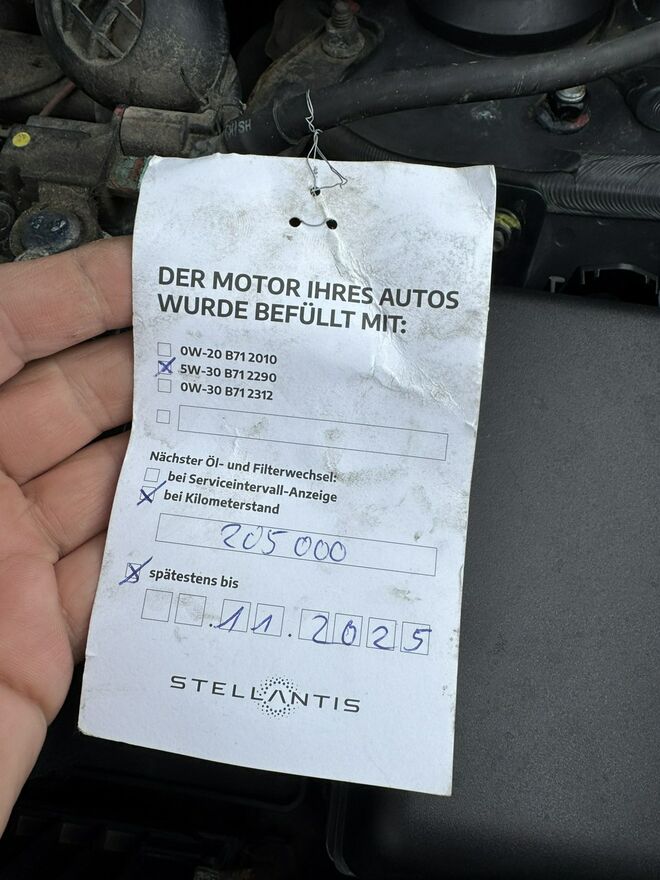 DER MOTOR IHRES AUTOS
WURDE BEFÜLLT MIT:
0W-20 B71 2010
5W-30 B71 2290
0W-30 B71 2312
Nächster Öl- und Filterwechsel:
bei Serviceintervall-Anzeige
bei Kilometerstand
205 000
spätestens bis
.11.2025
STELLANTIS